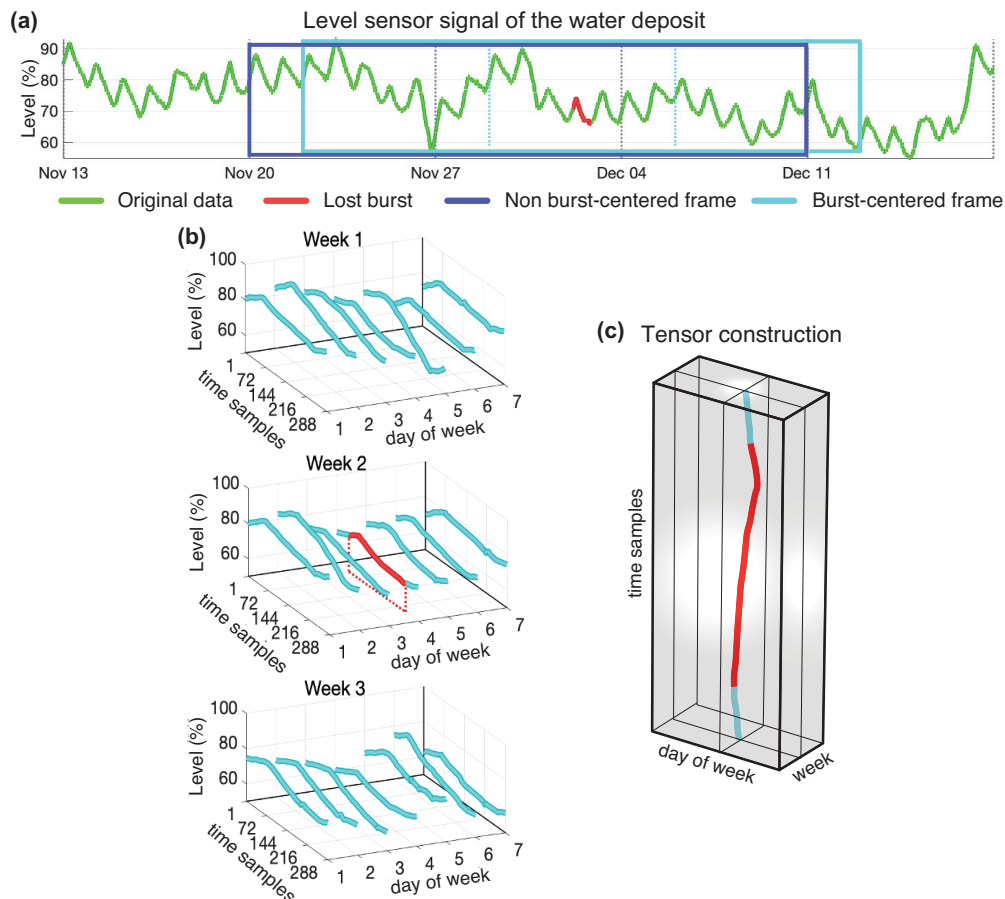 (a) Level sensor signal of the water deposit
Level (%)
90
80
70
60
Nov 13 Nov 20 Nov 27 Dec 04 Dec 11
Original data Lost burst Non burst-centered frame Burst-centered frame
(b)
Week 1
Level (%)
100
80
60
1
72
144
216
288
time samples
1 2 3 4 5 6 7
day of week
Week 2
Level (%)
100
80
60
1
72
144
216
288
time samples
1 2 3 4 5 6 7
day of week
Week 3
Level (%)
100
80
60
1
72
144
216
288
time samples
1 2 3 4 5 6 7
day of week
(c) Tensor construction
time samples
day of week
week